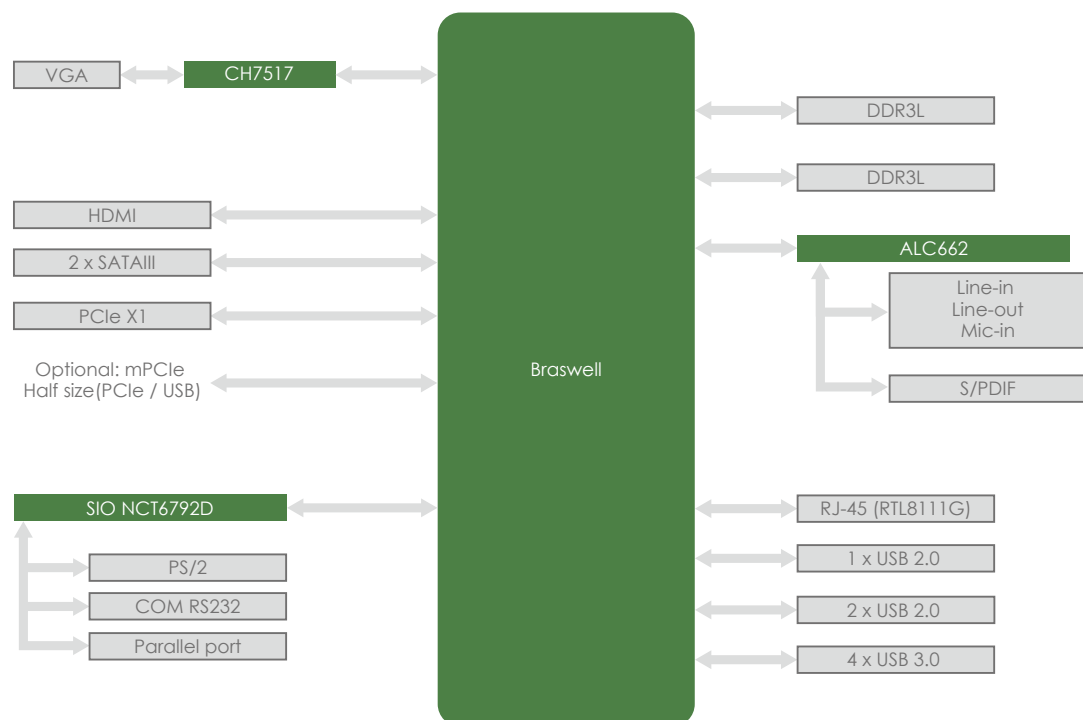 VGA
CH7517
HDMI
2 x SATAIII
PCIe X1
Optional: mPCIe
Half size(PCIe / USB)
SIO NCT6792D
PS/2
COM RS232
Parallel port
Braswell
DDR3L
DDR3L
ALC662
Line-in
Line-out
Mic-in
S/PDIF
RJ-45 (RTL8111G)
1 x USB 2.0
2 x USB 2.0
4 x USB 3.0